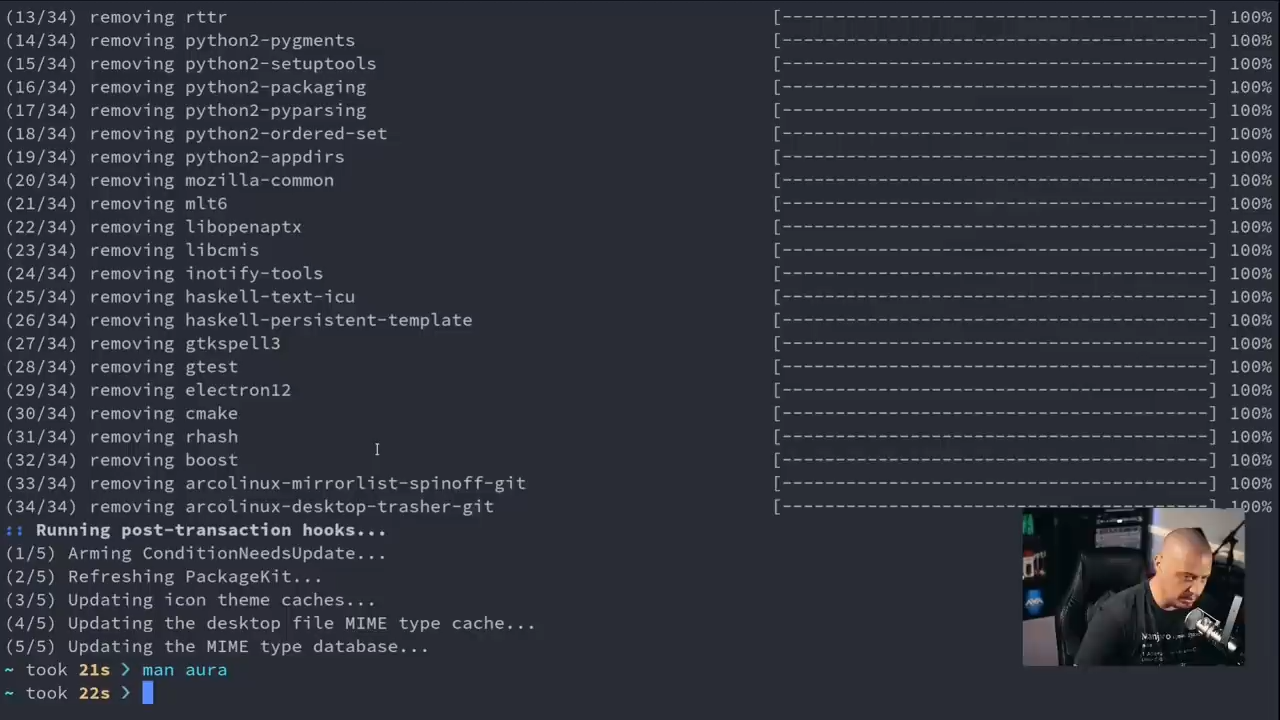 (13/34) removing rttr [----------------------------------------] 100%
(14/34) removing python2-pygments [----------------------------------------] 100%
(15/34) removing python2-setuptools [----------------------------------------] 100%
(16/34) removing python2-packaging [----------------------------------------] 100%
(17/34) removing python2-pyparsing [----------------------------------------] 100%
(18/34) removing python2-ordered-set [----------------------------------------] 100%
(19/34) removing python2-appdirs [----------------------------------------] 100%
(20/34) removing mozilla-common [----------------------------------------] 100%
(21/34) removing mlt6 [----------------------------------------] 100%
(22/34) removing libopenaptx [----------------------------------------] 100%
(23/34) removing libcmis [----------------------------------------] 100%
(24/34) removing inotify-tools [----------------------------------------] 100%
(25/34) removing haskell-text-icu [----------------------------------------] 100%
(26/34) removing haskell-persistent-template [----------------------------------------] 100%
(27/34) removing gtkspell3 [----------------------------------------] 100%
(28/34) removing gtest [----------------------------------------] 100%
(29/34) removing electron12 [----------------------------------------] 100%
(30/34) removing cmake [----------------------------------------] 100%
(31/34) removing rhash [----------------------------------------] 100%
(32/34) removing boost [----------------------------------------] 100%
(33/34) removing arcolinux-mirrorlist-spinoff-git [----------------------------------------] 100%
(34/34) removing arcolinux-desktop-trasher-git [----------------------------------------] 100%
:: Running post-transaction hooks...
(1/5) Arming ConditionNeedsUpdate...
(2/5) Refreshing PackageKit...
(3/5) Updating icon theme caches...
(4/5) Updating the desktop file MIME type cache...
(5/5) Updating the MIME type database...
~ took 21s > man aura
~ took 22s >